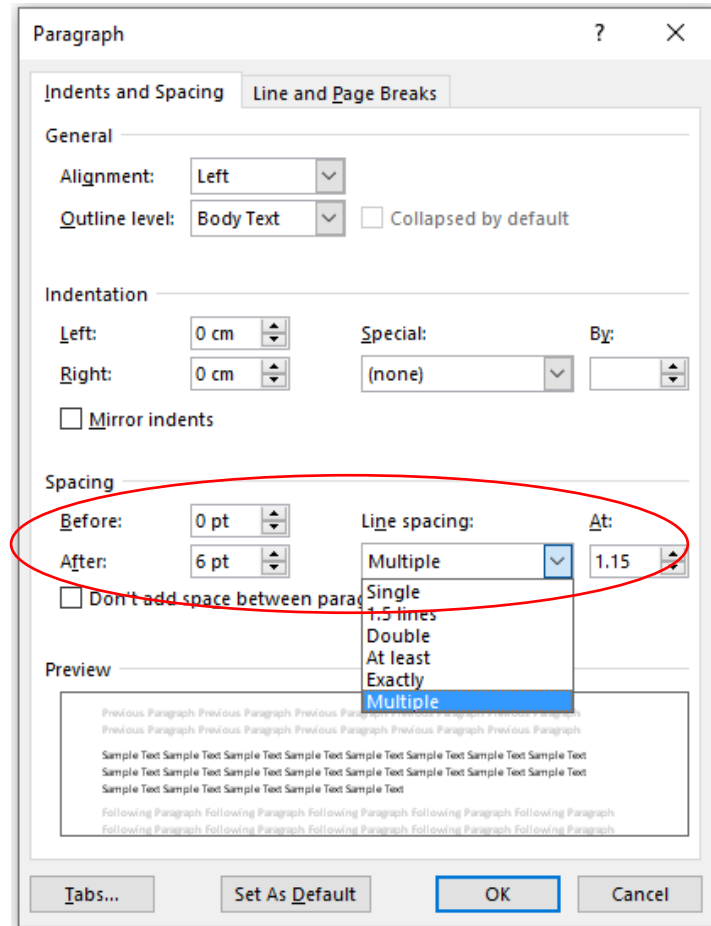 Paragraph ? ×
Indents and Spacing Line and Page Breaks
General
Alignment: Left
Outline level: Body Text Collapsed by default
Indentation
Left: 0 cm Special: By:
Right: 0 cm (none)
Mirror indents
Spacing
Before: 0 pt Line spacing: At:
After: 6 pt Multiple 1.15
Don't add space between
Single
1.5 lines
Double
At least
Exactly
Multiple
Preview
Previous Paragraph Previous Paragraph Previous Paragraph
Previous Paragraph Previous Paragraph Previous Paragraph Previous Paragraph Previous Paragraph
Sample Text Sample Text Sample Text Sample Text Sample Text Sample Text Sample Text Sample Text
Sample Text Sample Text Sample Text Sample Text Sample Text Sample Text Sample Text Sample Text
Sample Text Sample Text Sample Text Sample Text Sample Text
Following Paragraph Following Paragraph Following Paragraph Following Paragraph Following Paragraph
Following Paragraph Following Paragraph Following Paragraph Following Paragraph Following Paragraph
Tabs... Set As Default OK Cancel